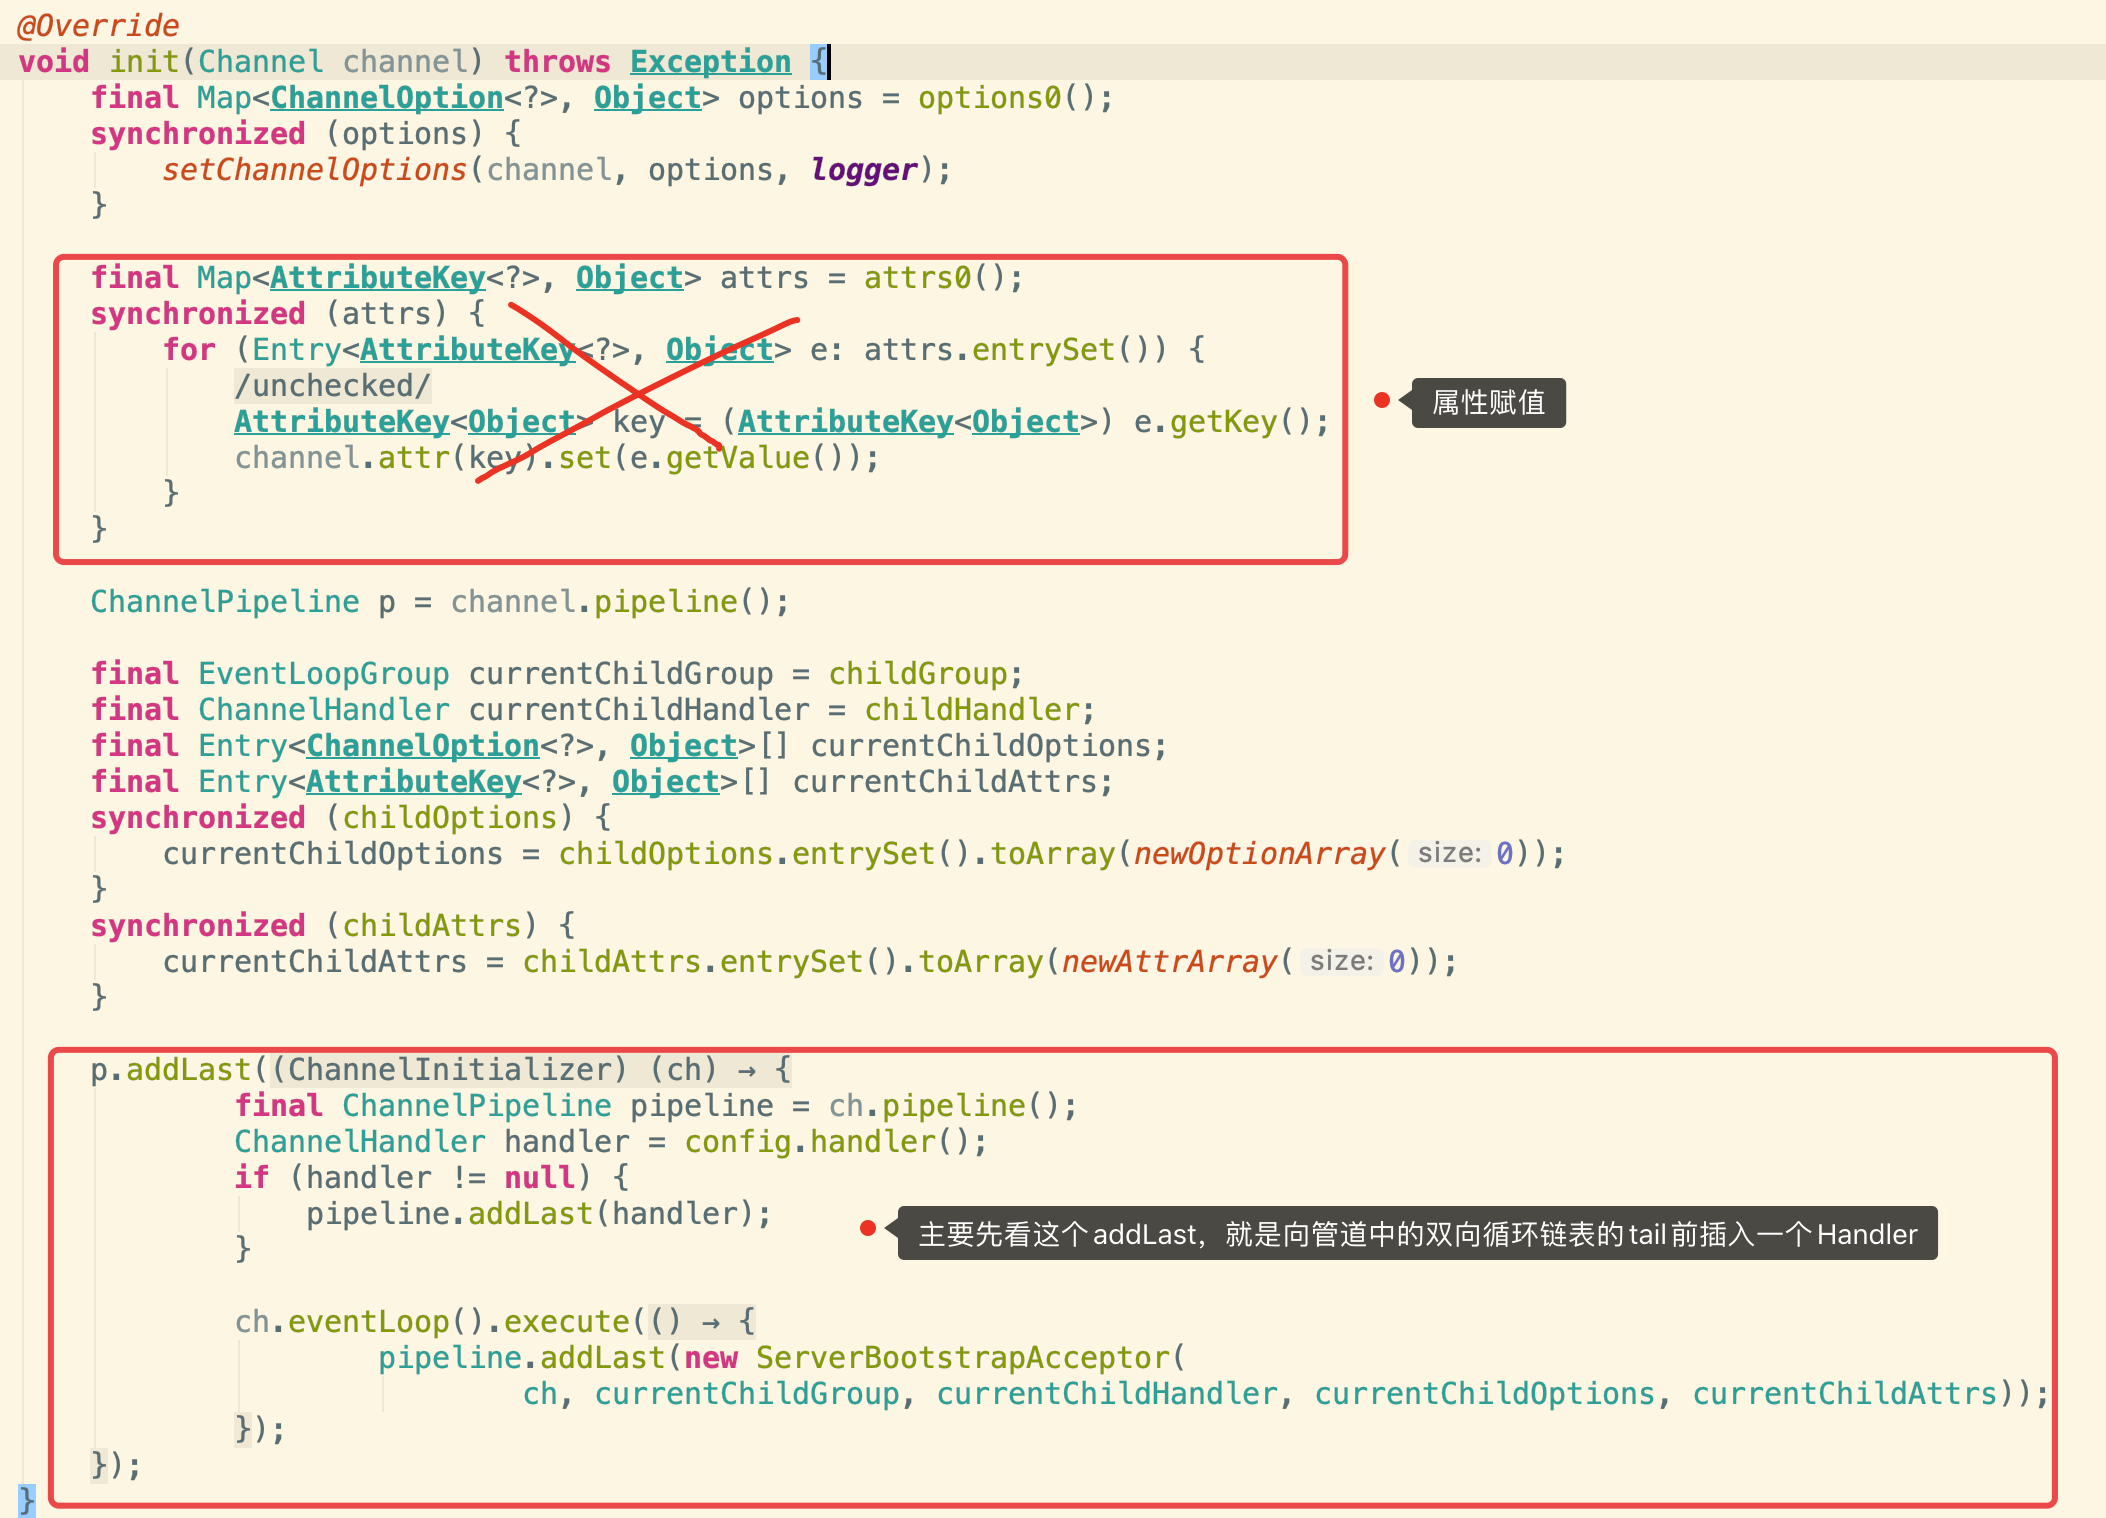 @Override
void init(Channel channel) throws Exception {
    final Map<ChannelOption<?>, Object> options = options0();
    synchronized (options) {
        setChannelOptions(channel, options, logger);
    }
    final Map<AttributeKey<?>, Object> attrs = attrs0();
    synchronized (attrs) {
        for (Entry<AttributeKey<?>, Object> e: attrs.entrySet()) {
            /unchecked/
            AttributeKey<Object> key = (AttributeKey<Object>) e.getKey();
            channel.attr(key).set(e.getValue());
        }
    }
属性赋值
    ChannelPipeline p = channel.pipeline();
    final EventLoopGroup currentChildGroup = childGroup;
    final ChannelHandler currentChildHandler = childHandler;
    final Entry<ChannelOption<?>, Object>[] currentChildOptions;
    final Entry<AttributeKey<?>, Object>[] currentChildAttrs;
    synchronized (childOptions) {
        currentChildOptions = childOptions.entrySet().toArray(newOptionArray( size: 0));
    }
    synchronized (childAttrs) {
        currentChildAttrs = childAttrs.entrySet().toArray(newAttrArray( size: 0));
    }
    p.addLast((ChannelInitializer) (ch) → {
            final ChannelPipeline pipeline = ch.pipeline();
            ChannelHandler handler = config.handler();
            if (handler != null) {
                pipeline.addLast(handler);
            }
主要先看这个addLast，就是向管道中的双向循环链表的tail前插入一个Handler
            ch.eventLoop().execute(() → {
                    pipeline.addLast(new ServerBootstrapAcceptor(
                            ch, currentChildGroup, currentChildHandler, currentChildOptions, currentChildAttrs));
            });
    });
}